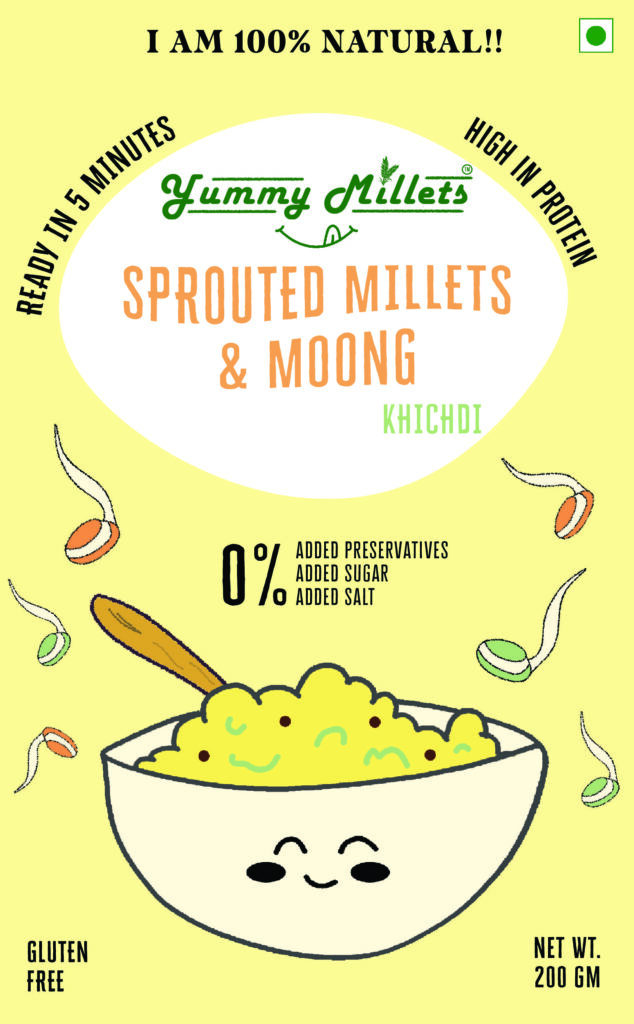 I AM 100% NATURAL!!
READY IN 5 MINUTES
HIGH IN PROTEIN
Yummy Millets
TM
SPROUTED MILLETS
& MOONG
KHICHDI
0%
ADDED PRESERVATIVES
ADDED SUGAR
ADDED SALT
GLUTEN
FREE
NET WT.
200 GM